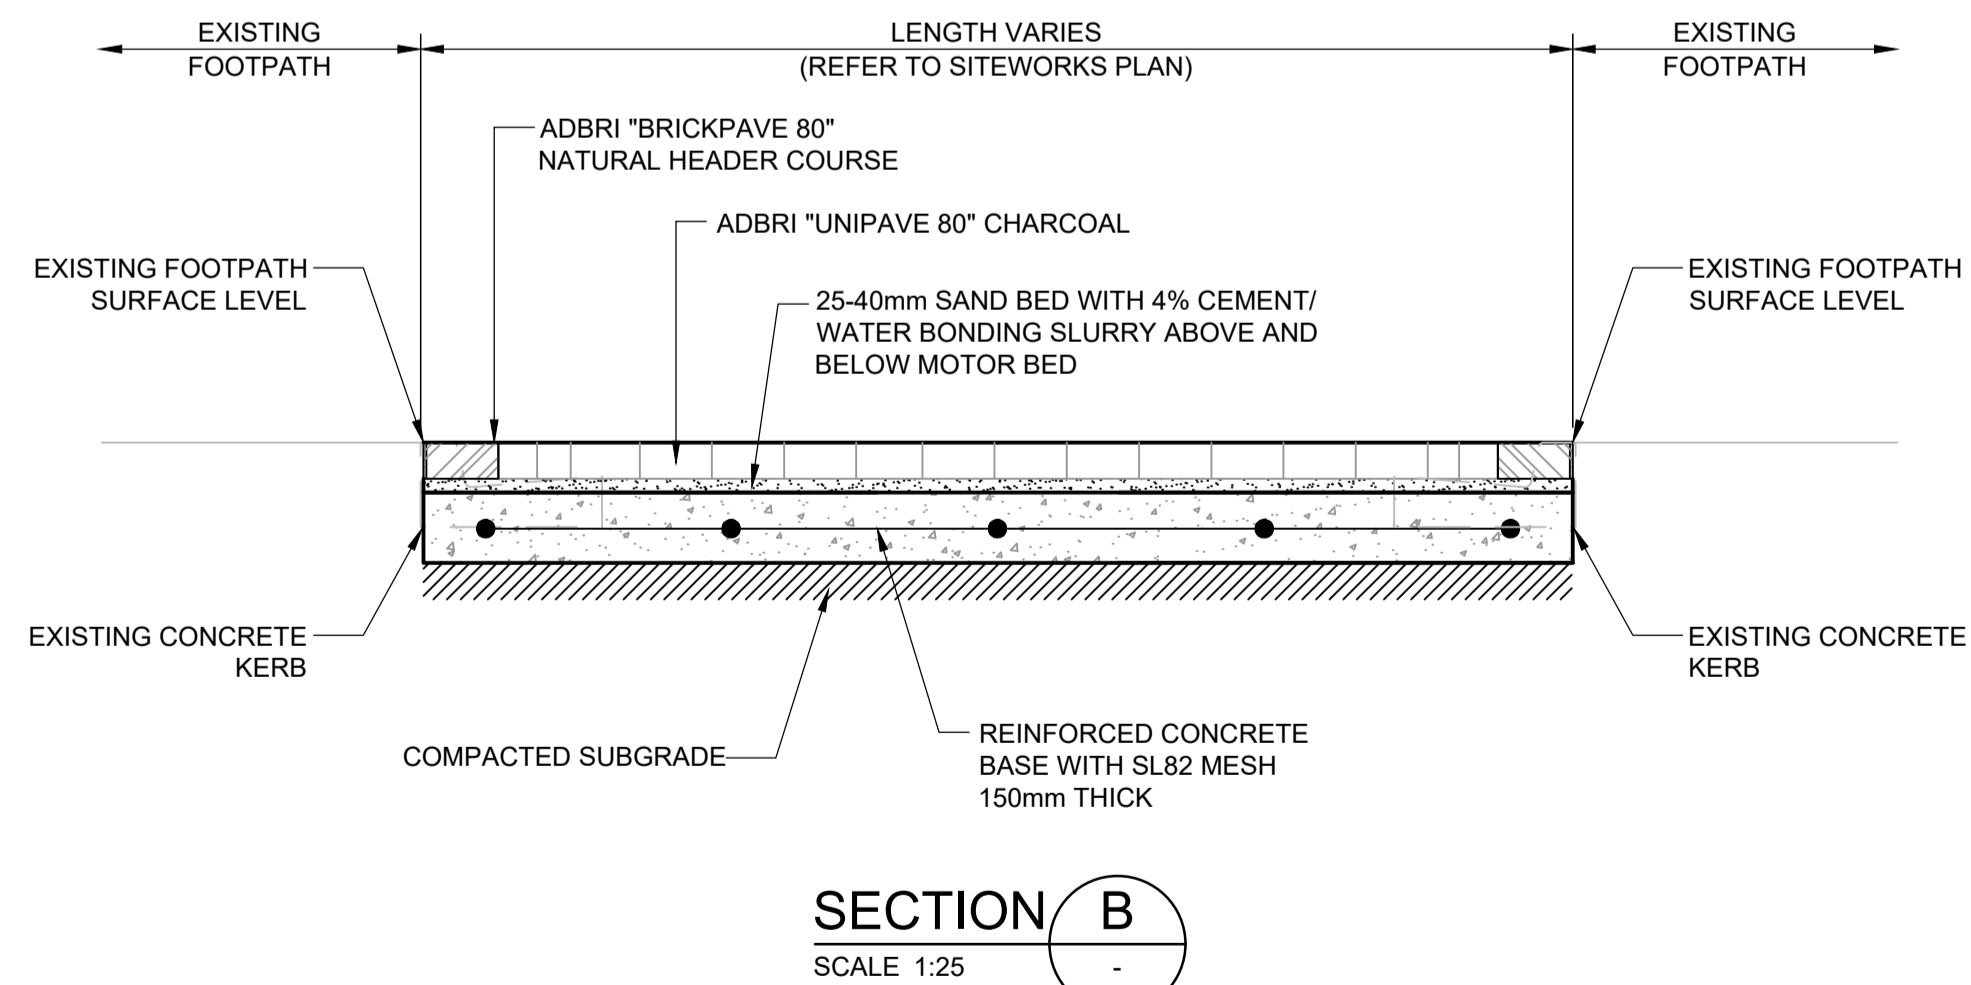 EXISTING
FOOTPATH
LENGTH VARIES
(REFER TO SITEWORKS PLAN)
EXISTING
FOOTPATH
ADBRI "BRICKPAVE 80"
NATURAL HEADER COURSE
ADBRI "UNIPAVE 80" CHARCOAL
EXISTING FOOTPATH
SURFACE LEVEL
25-40mm SAND BED WITH 4% CEMENT/
WATER BONDING SLURRY ABOVE AND
BELOW MOTOR BED
EXISTING FOOTPATH
SURFACE LEVEL
EXISTING CONCRETE
KERB
EXISTING CONCRETE
KERB
COMPACTED SUBGRADE
REINFORCED CONCRETE
BASE WITH SL82 MESH
150mm THICK
SECTION B
SCALE 1:25 -